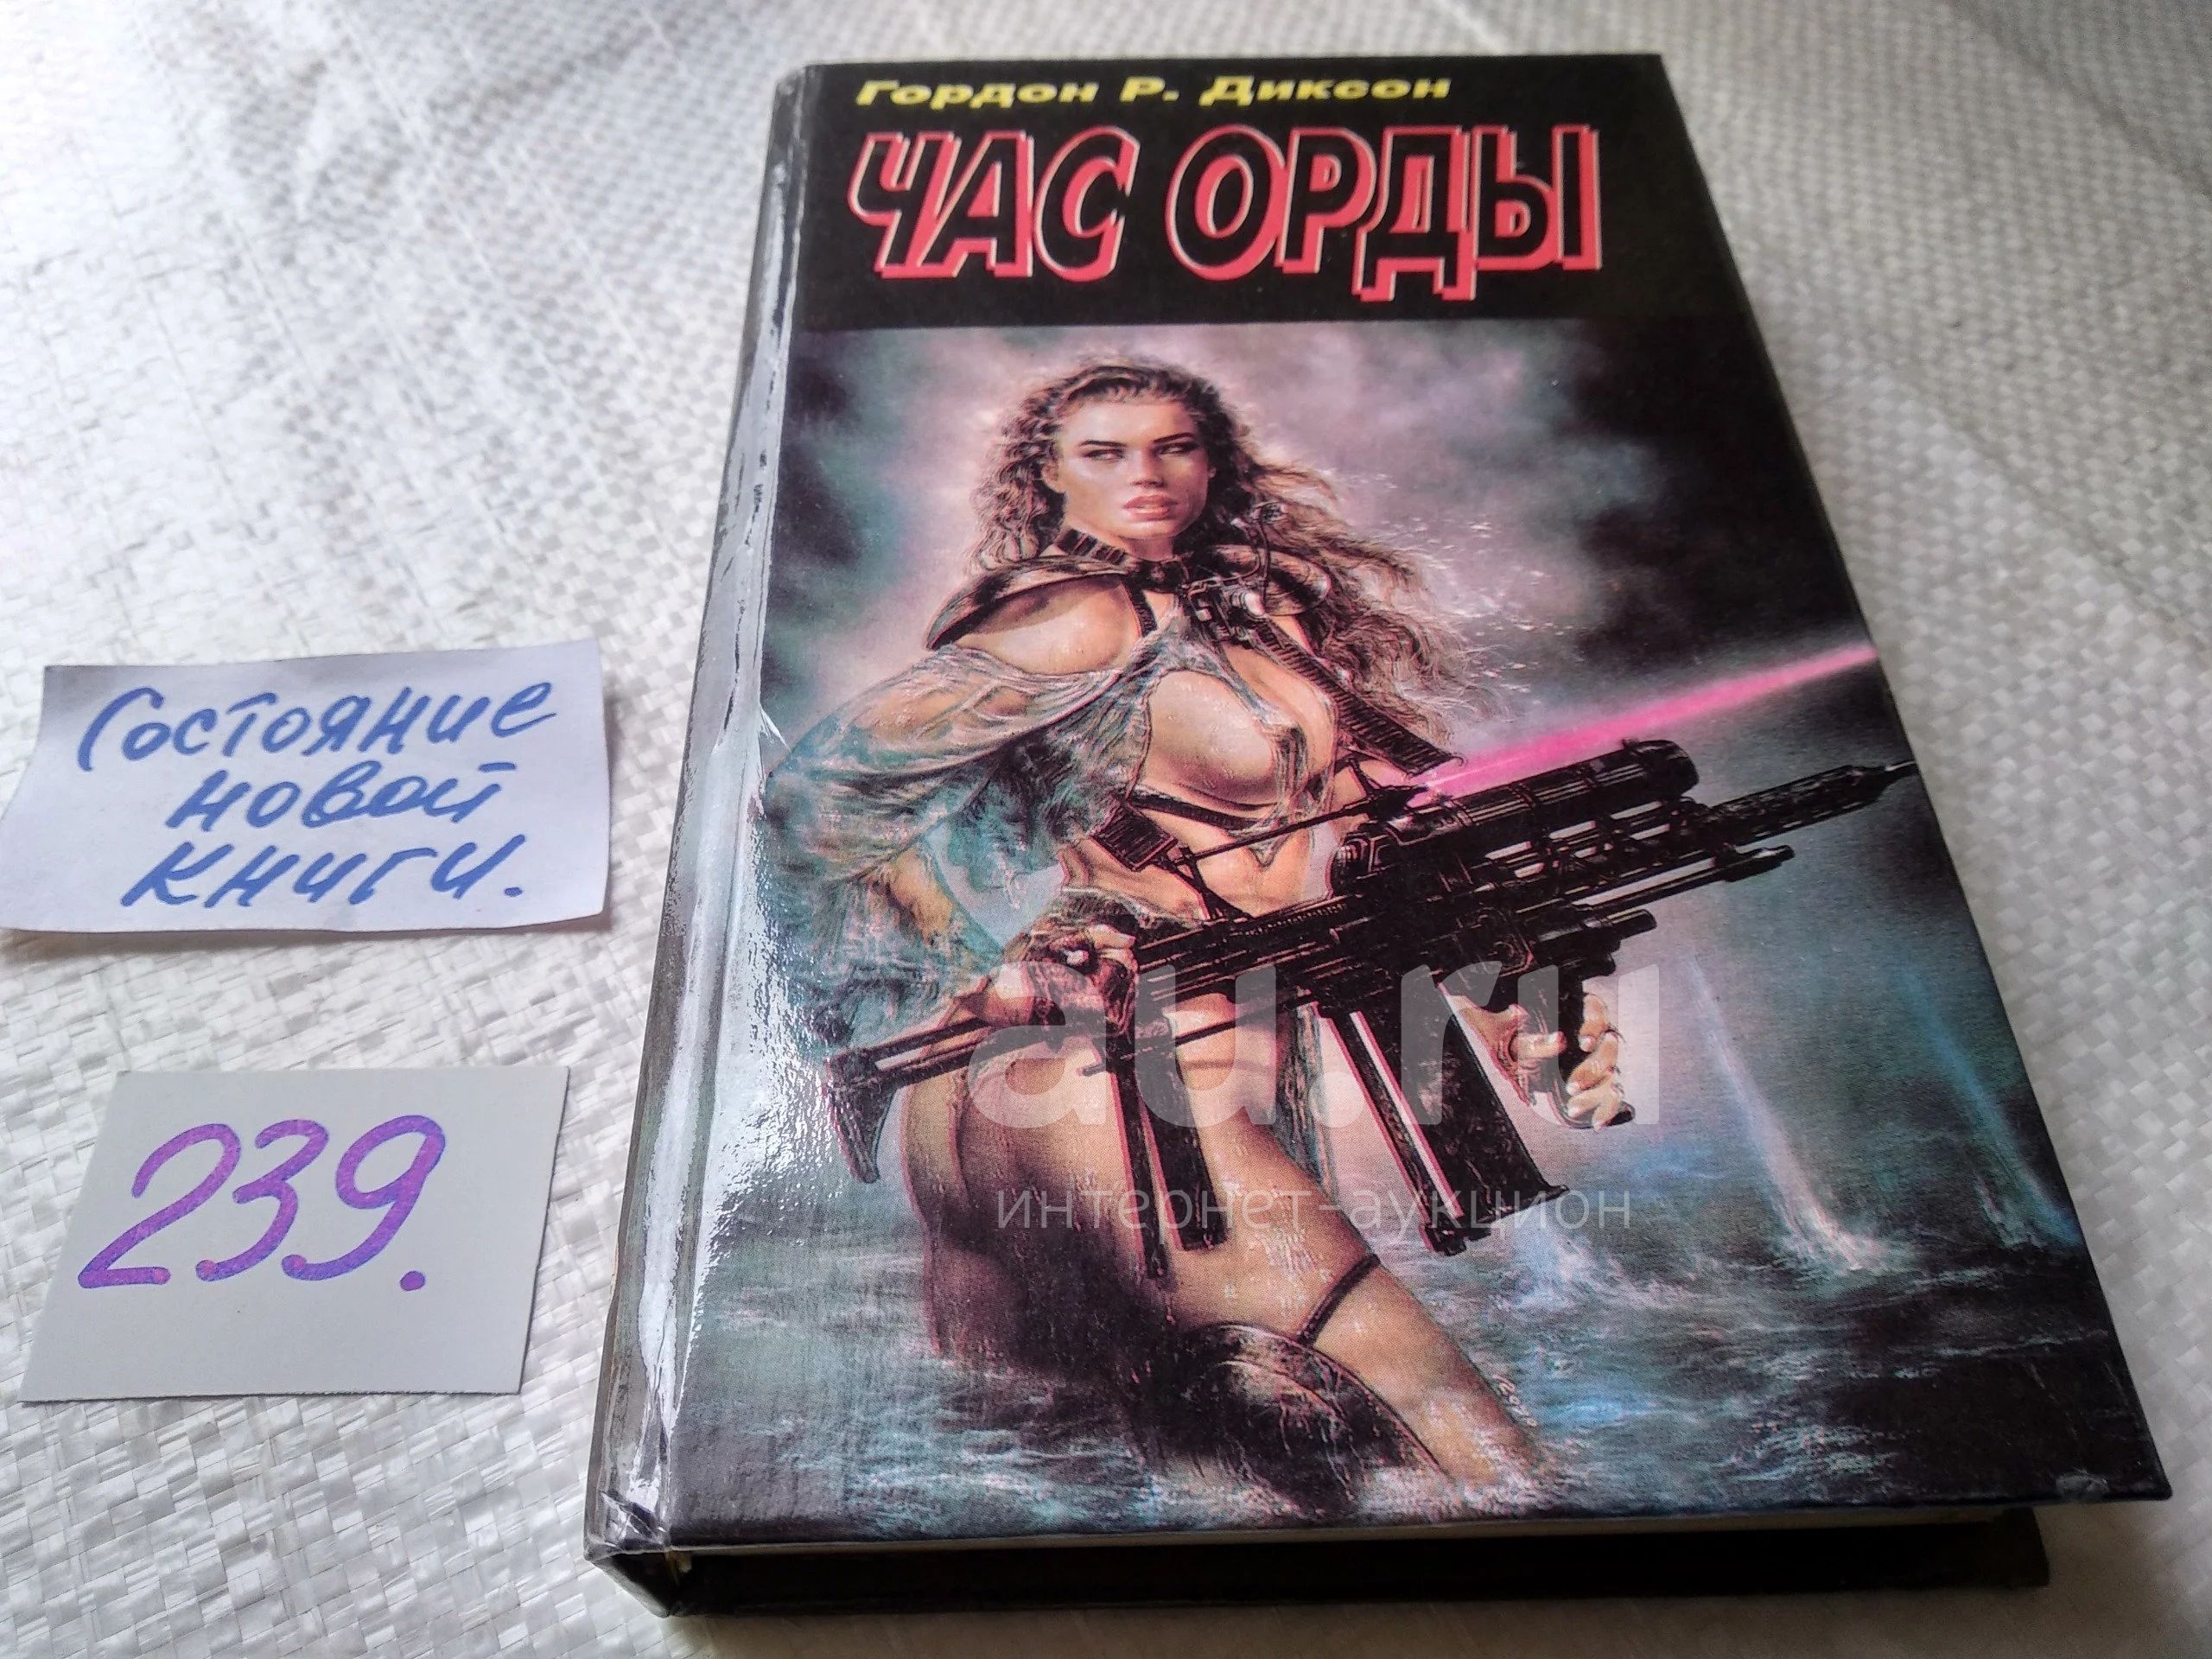 Гордон Р. Диксон
ЧАС ОРДЫ
Состояние
новой
книги.
239.
au.ru
интернет-аукцион